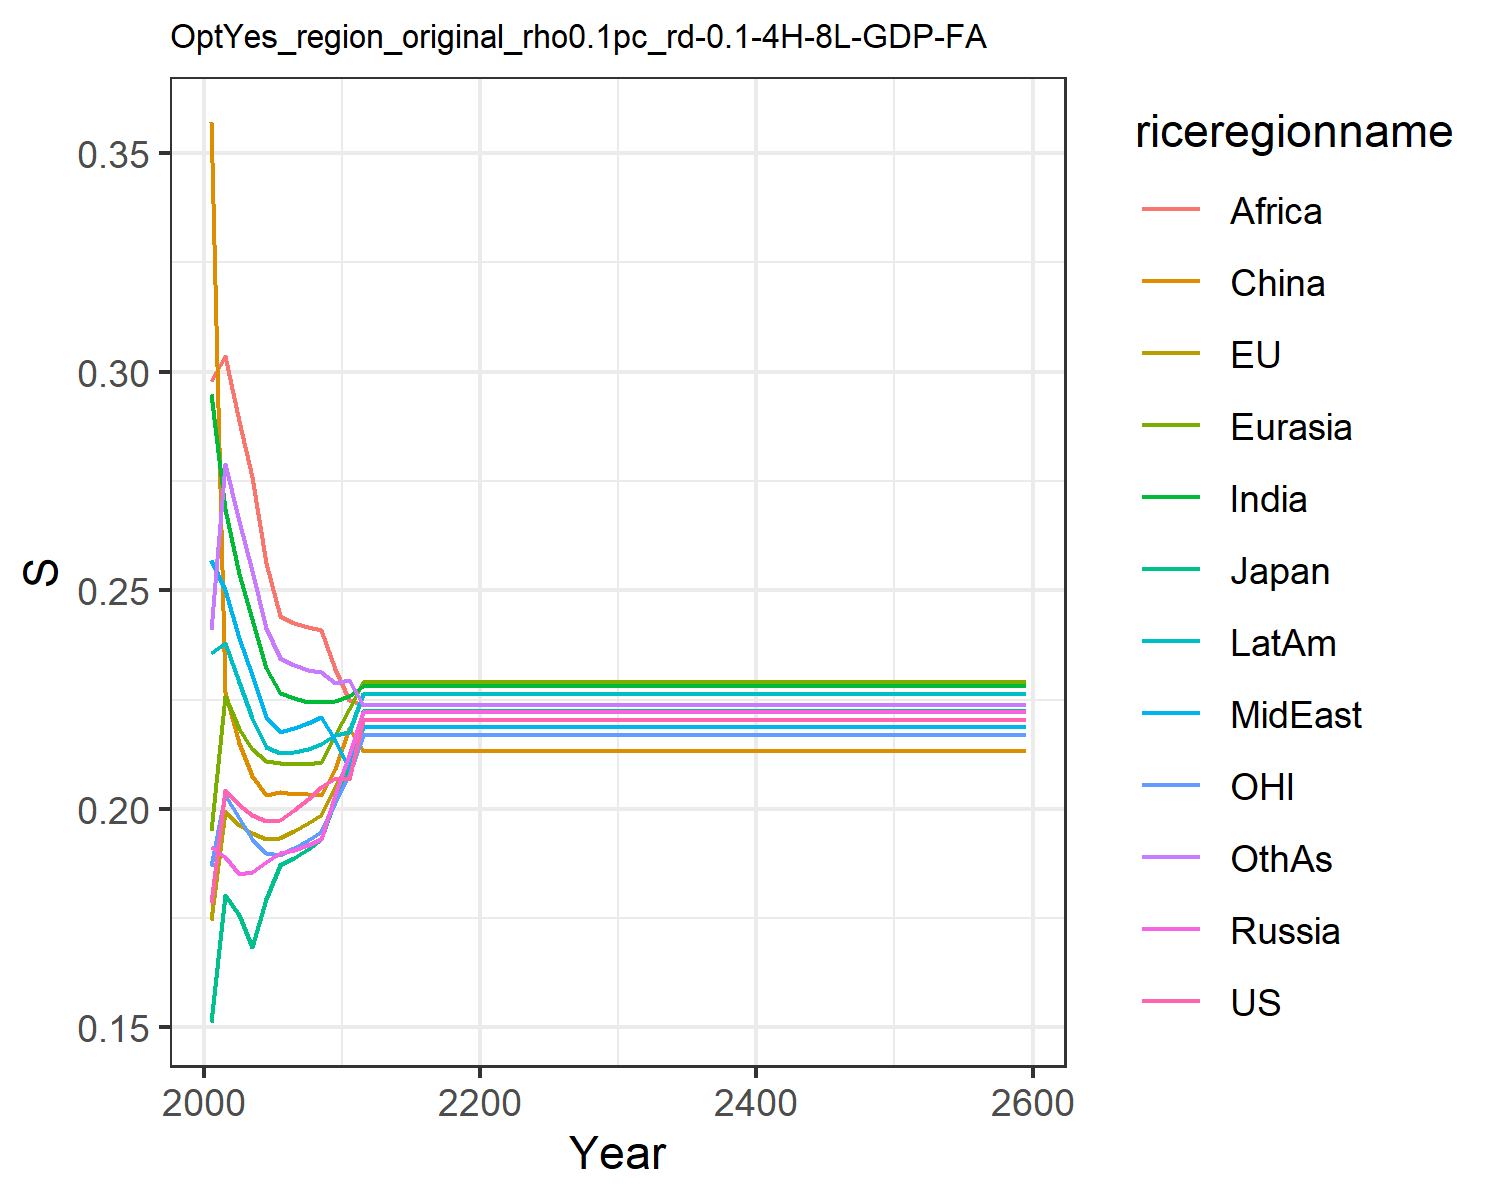 OptYes_region_original_rho0.1pc_rd-0.1-4H-8L-GDP-FA
riceregionname
Africa
China
EU
Eurasia
India
Japan
LatAm
MidEast
OHI
OthAs
Russia
US
S
0.35
0.30
0.25
0.20
0.15
2000
2200
2400
2600
Year